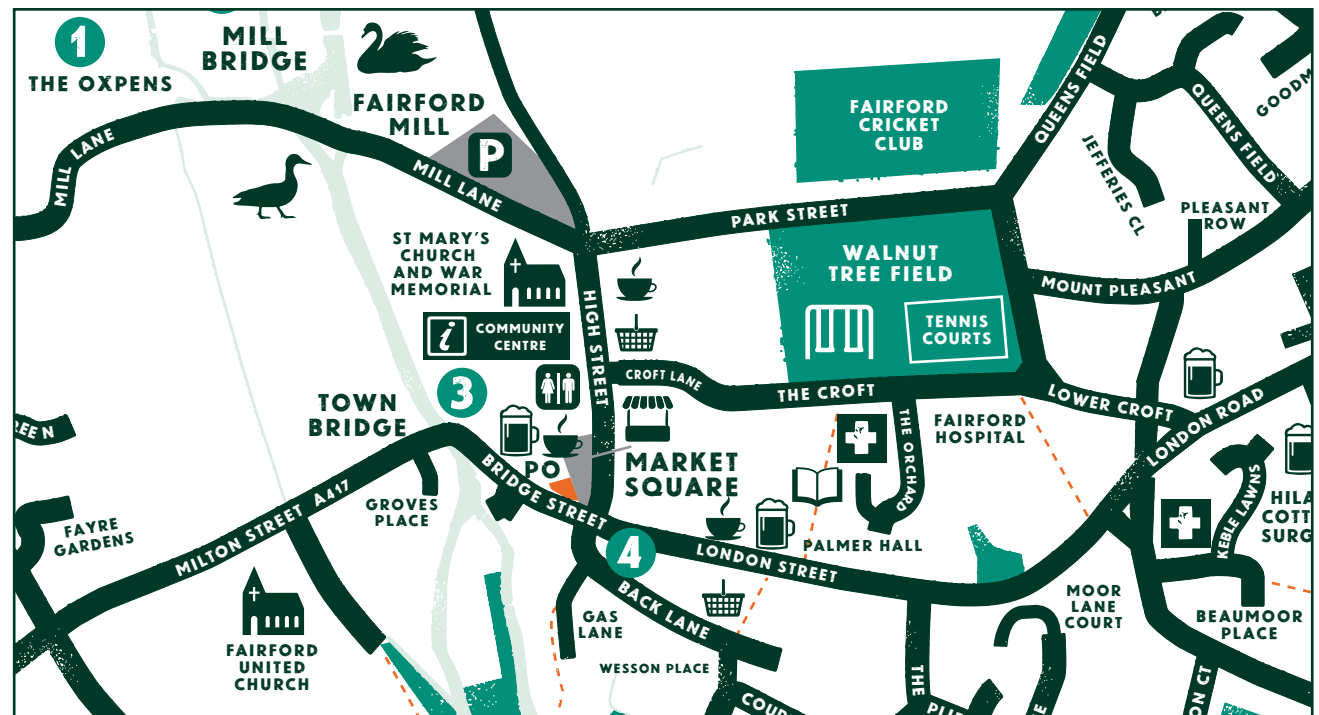 1
THE OXPENS
MILL
BRIDGE
FAIRFORD
MILL
P
MILL LANE
MILL LANE
FAIRFORD
CRICKET
CLUB
QUEENS FIELD
QUEENS FIELD
JEFFERIES CL
PLEASANT
ROW
PARK STREET
ST MARY'S
CHURCH
AND WAR
MEMORIAL
i
COMMUNITY
CENTRE
HIGH STREET
WALNUT
TREE FIELD
TENNIS
COURTS
MOUNT PLEASANT
CROFT LANE
THE CROFT
LOWER CROFT
LONDON ROAD
3
TOWN
BRIDGE
PO
MARKET
SQUARE
THE ORCHARD
FAIRFORD
HOSPITAL
BRIDGE STREET
GROVES
PLACE
MILTON STREET A417
FAYRE
GARDENS
4
LONDON STREET
PALMER HALL
KEBLE LAWNS
BACK LANE
GAS
LANE
MOOR
LANE
COURT
BEAUMOOR
PLACE
FAIRFORD
UNITED
CHURCH
WESSON PLACE
THE